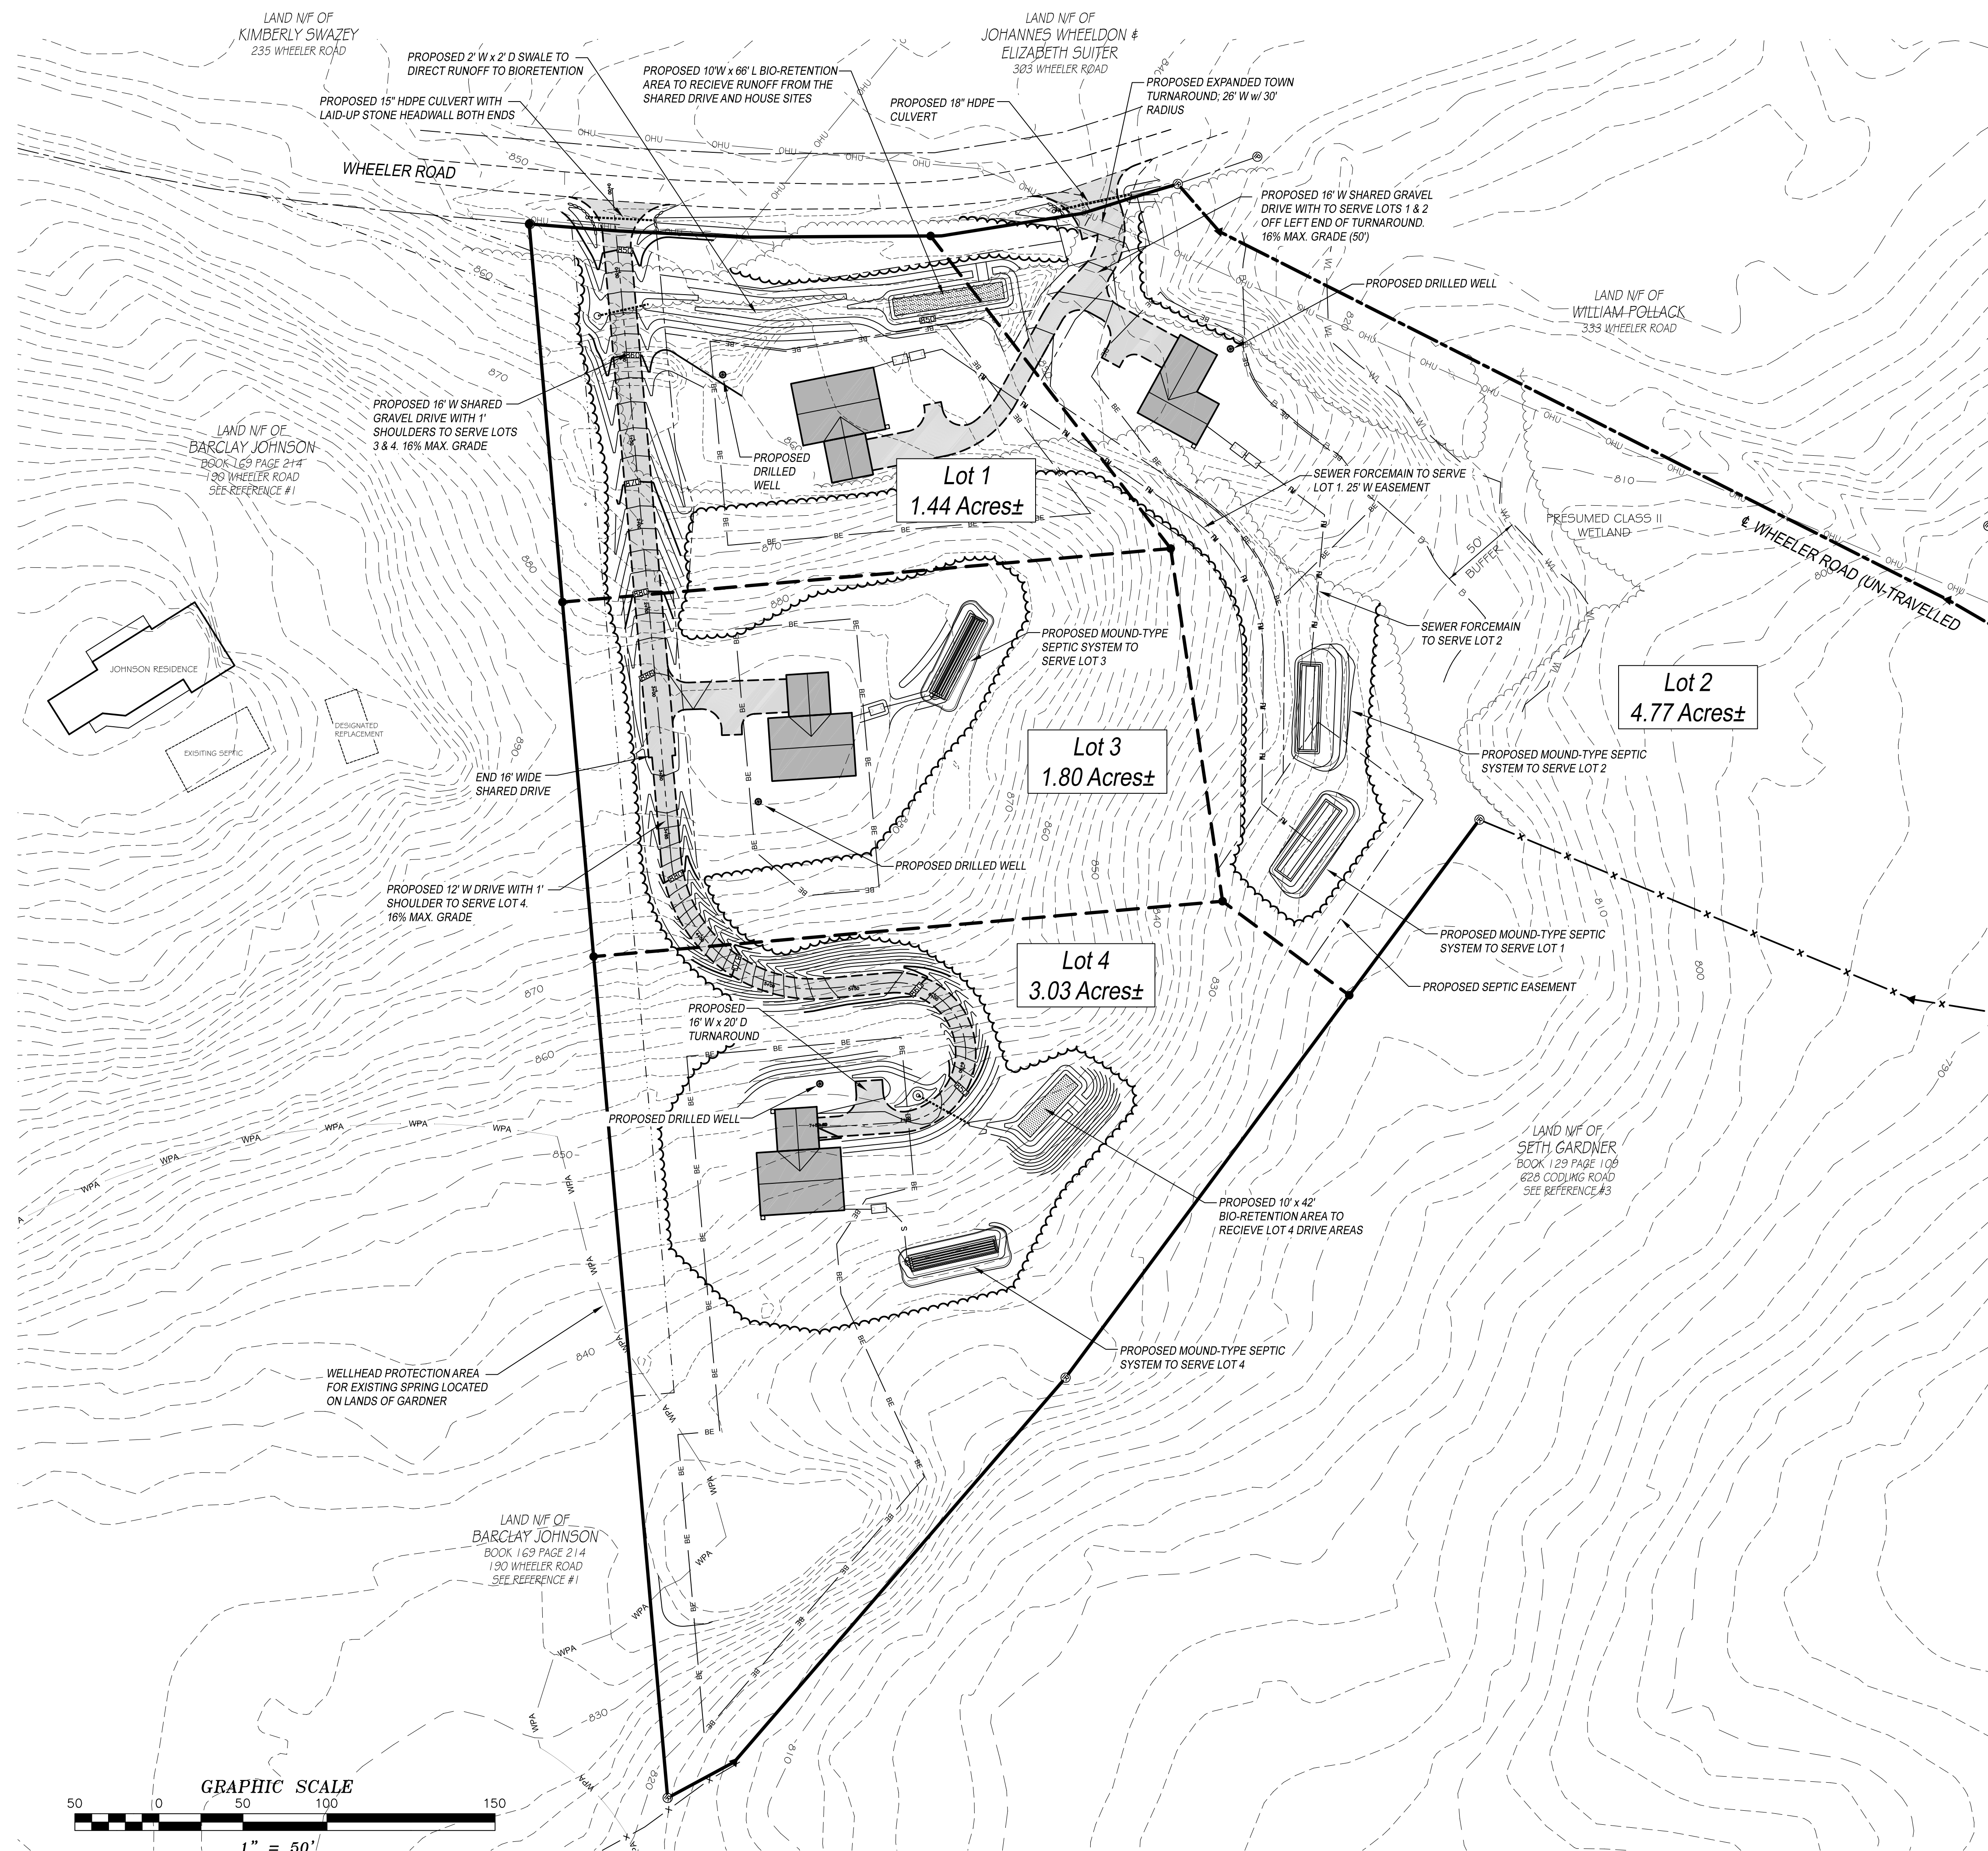 LAND N/F OF
KIMBERLY SWAZEY
235 WHEELER ROAD
LAND N/F OF
JOHANNES WHEELDON &
ELIZABETH SUITER
303 WHEELER ROAD
PROPOSED 2' W x 2' D SWALE TO
DIRECT RUNOFF TO BIORETENTION
PROPOSED 10'W x 66' L BIO-RETENTION
AREA TO RECIEVE RUNOFF FROM THE
SHARED DRIVE AND HOUSE SITES
PROPOSED 15" HDPE CULVERT WITH
LAID-UP STONE HEADWALL BOTH ENDS
PROPOSED 18" HDPE
CULVERT
PROPOSED EXPANDED TOWN
TURNAROUND; 26' W w/ 30'
RADIUS
WHEELER ROAD
PROPOSED 16' W SHARED GRAVEL
DRIVE WITH TO SERVE LOTS 1 & 2
OFF LEFT END OF TURNAROUND.
16% MAX. GRADE (50')
PROPOSED DRILLED WELL
LAND N/F OF
WILLIAM POLLACK
333 WHEELER ROAD
PROPOSED 16' W SHARED
GRAVEL DRIVE WITH 1'
SHOULDERS TO SERVE LOTS
3 & 4. 16% MAX. GRADE
LAND N/F OF
BARCLAY JOHNSON
BOOK 169 PAGE 214
190 WHEELER ROAD
SEE REFERENCE #1
PROPOSED
DRILLED
WELL
Lot 1
1.44 Acres±
SEWER FORCEMAIN TO SERVE
LOT 1. 25' W EASEMENT
PRESUMED CLASS II
WETLAND
50'
BUFFER
℄ WHEELER ROAD (UN-TRAVELLED
PROPOSED MOUND-TYPE
SEPTIC SYSTEM TO
SERVE LOT 3
SEWER FORCEMAIN
TO SERVE LOT 2
JOHNSON RESIDENCE
DESIGNATED
REPLACEMENT
EXISITING SEPTIC
Lot 2
4.77 Acres±
Lot 3
1.80 Acres±
PROPOSED MOUND-TYPE SEPTIC
SYSTEM TO SERVE LOT 2
END 16' WIDE
SHARED DRIVE
PROPOSED DRILLED WELL
PROPOSED 12' W DRIVE WITH 1'
SHOULDER TO SERVE LOT 4.
16% MAX. GRADE
PROPOSED MOUND-TYPE SEPTIC
SYSTEM TO SERVE LOT 1
Lot 4
3.03 Acres±
PROPOSED SEPTIC EASEMENT
PROPOSED
16' W x 20' D
TURNAROUND
PROPOSED DRILLED WELL
LAND N/F OF
SETH GARDNER
BOOK 129 PAGE 109
628 CODLING ROAD
SEE REFERENCE #3
PROPOSED 10' x 42'
BIO-RETENTION AREA TO
RECIEVE LOT 4 DRIVE AREAS
PROPOSED MOUND-TYPE SEPTIC
SYSTEM TO SERVE LOT 4
WELLHEAD PROTECTION AREA
FOR EXISTING SPRING LOCATED
ON LANDS OF GARDNER
LAND N/F OF
BARCLAY JOHNSON
BOOK 169 PAGE 214
190 WHEELER ROAD
SEE REFERENCE #1
GRAPHIC SCALE
50 0 50 100 150
1" = 50'